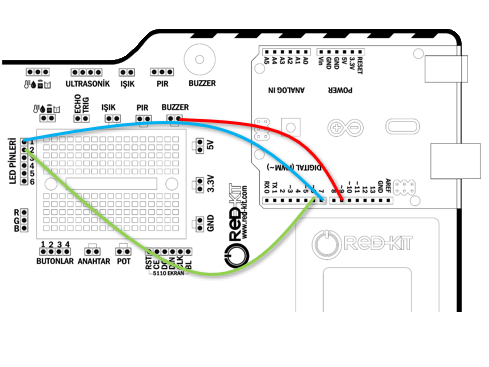 ULTRASONİK
IŞIK
PIR
BUZZER
ECHO
TRIG
IŞIK
PIR
BUZZER
LED PİNLERİ
1
2
3
4
5
6
R
G
B
5V
3.3V
GND
1 2 3 4
BUTONLAR
ANAHTAR
POT
RST
CE
DC
DIN
CLK
BL
5110 EKRAN
ReD-KIT
www.red-kit.com
A5
A4
A3
A2
A1
A0
ANALOG IN
Vin
GND
GND
5V
3.3V
RESET
POWER
DIGITAL (PWM~)
RX 0
TX 1
2
~3
4
~5
~6
7
8
~9
~10
~11
12
13
GND
AREF
ReD-KIT